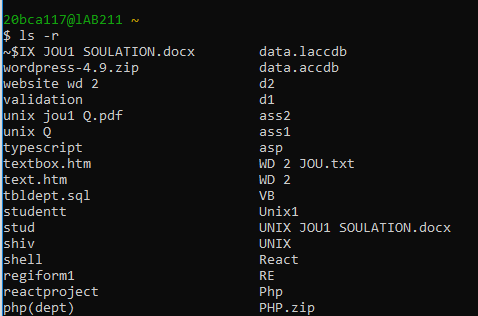 20bca117@lAB211 ~
$ ls -r
~$IX JOU1 SOULATION.docx data.laccdb
wordpress-4.9.zip data.accdb
website wd 2 d2
validation d1
unix jou1 Q.pdf ass2
unix Q ass1
typescript asp
textbox.htm WD 2 JOU.txt
text.htm WD 2
tbldept.sql VB
studentt Unix1
stud UNIX JOU1 SOULATION.docx
shiv UNIX
shell React
regiform1 RE
reactproject Php
php(dept) PHP.zip